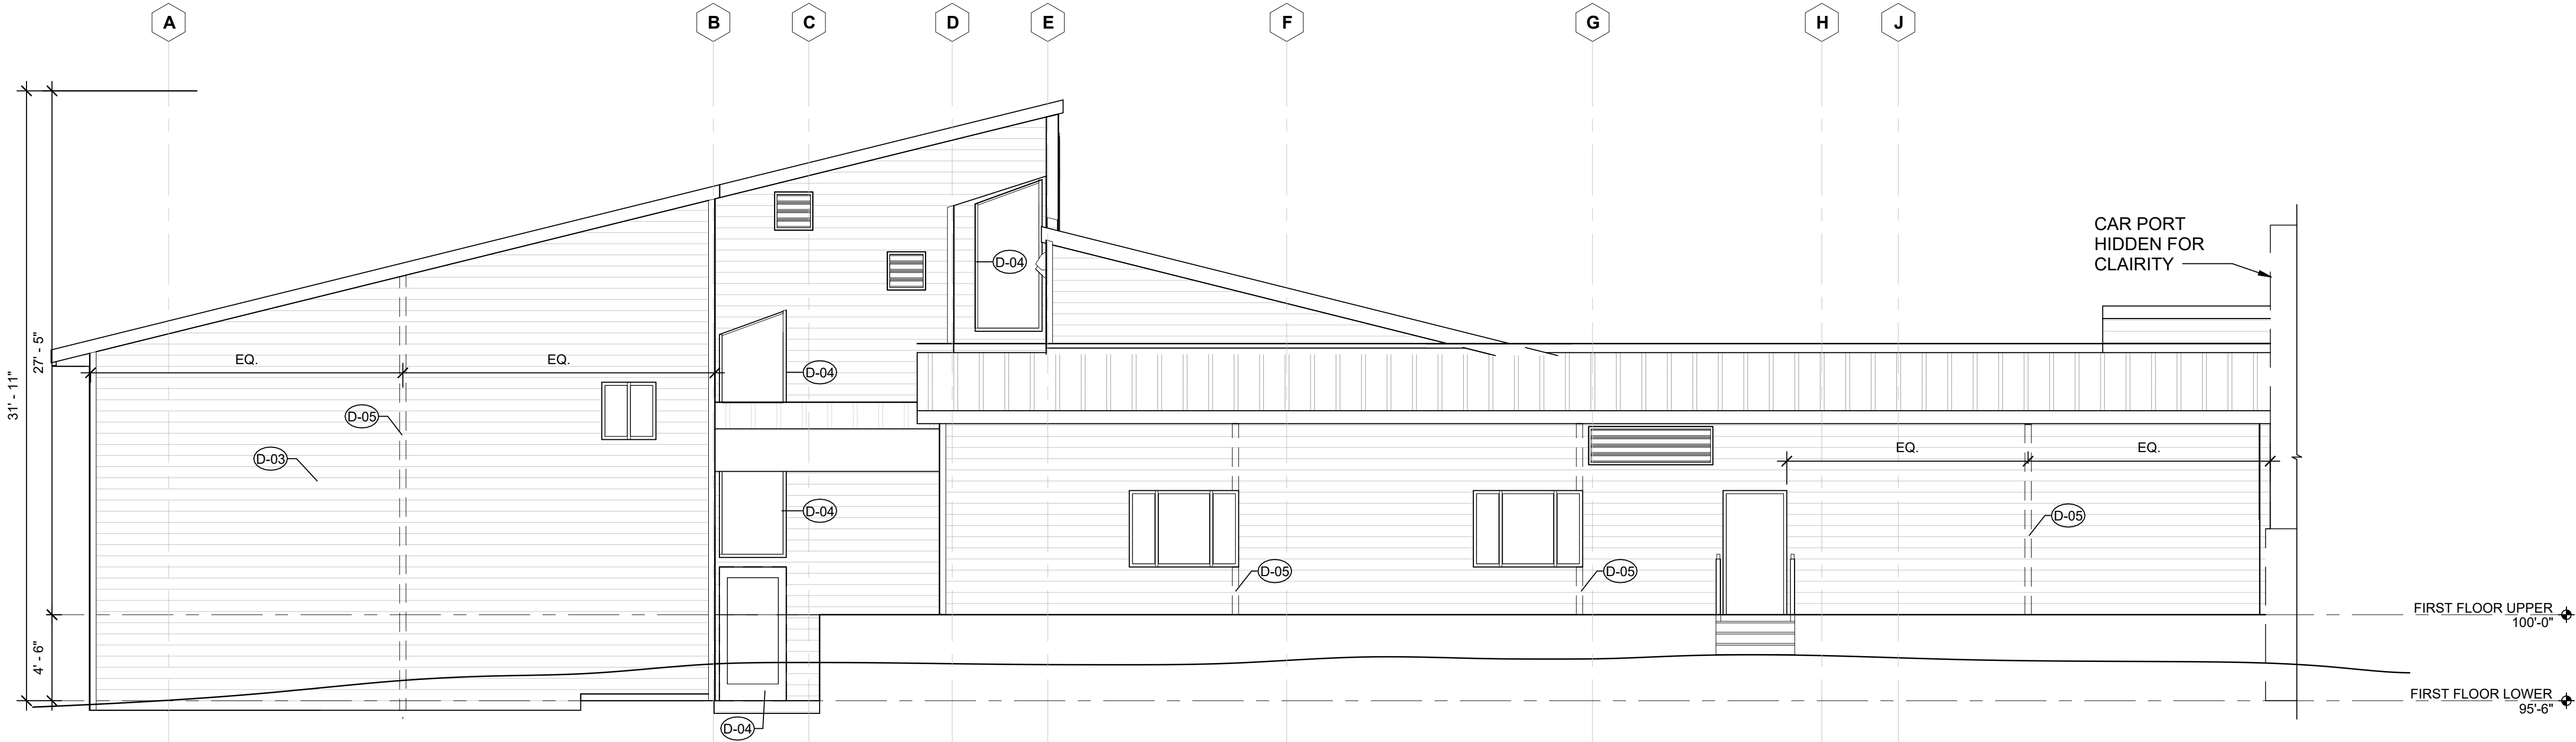 A
B
C
D
E
F
G
H
J
CAR PORT
HIDDEN FOR
CLAIRITY
D-04
27' - 5"
31' - 11"
EQ.
EQ.
D-04
D-05
D-03
EQ.
EQ.
D-04
D-05
D-05
D-05
FIRST FLOOR UPPER
100'-0"
4' - 6"
FIRST FLOOR LOWER
95'-6"
D-04